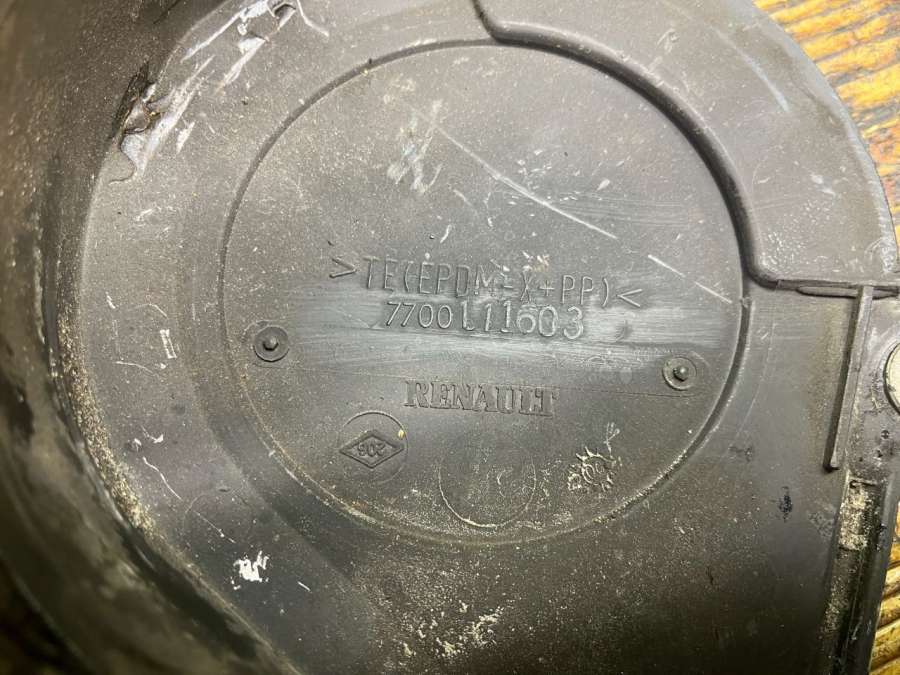 >TE(EPDM-X+PP)<
7700111603
RENAULT
206